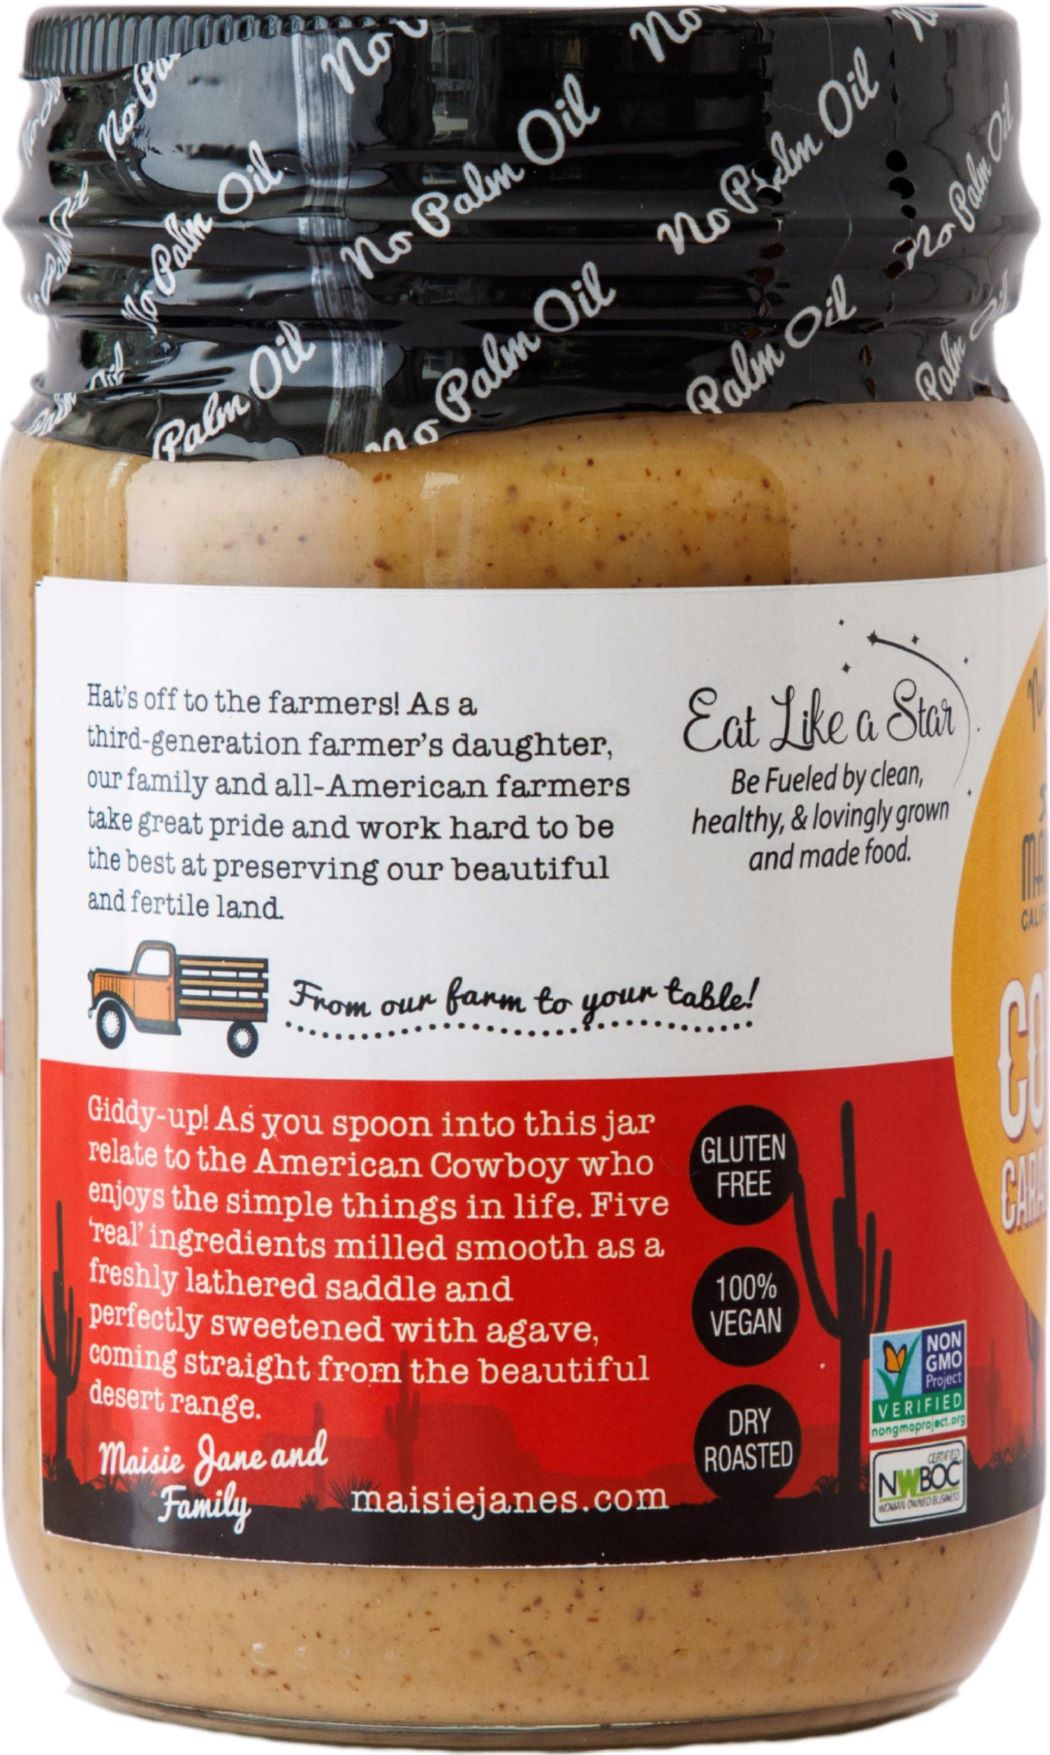 No Palm Oil
No Palm Oil
No Palm Oil
No Palm Oil
No Palm Oil
Palm Oil
No Palm Oil
Palm Oil
Hat's off to the farmers! As a
third-generation farmer's daughter,
our family and all-American farmers
take great pride and work hard to be
the best at preserving our beautiful
and fertile land.
From our farm to your table!
Eat Like a Star
Be Fueled by clean,
healthy, & lovingly grown
and made food.
Giddy-up! As you spoon into this jar
relate to the American Cowboy who
enjoys the simple things in life. Five
'real' ingredients milled smooth as a
freshly lathered saddle and
perfectly sweetened with agave,
coming straight from the beautiful
desert range.
Maisie Jane and
Family
maisiejanes.com
GLUTEN
FREE
100%
VEGAN
DRY
ROASTED
NON
GMO
Project
VERIFIED
nongmoproject.org
CERTIFIED
NWBOC
WOMAN OWNED BUSINESS